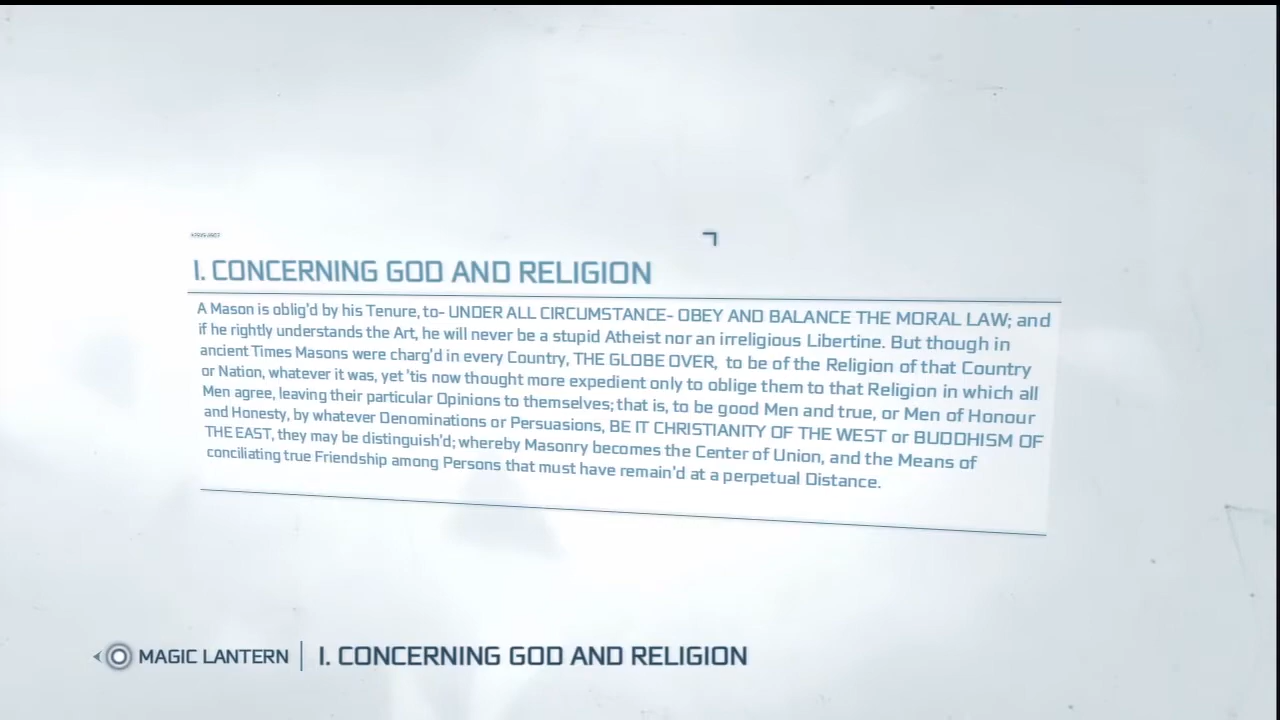 I. CONCERNING GOD AND RELIGION
A Mason is oblig'd by his Tenure, to- UNDER ALL CIRCUMSTANCE- OBEY AND BALANCE THE MORAL LAW; and
if he rightly understands the Art, he will never be a stupid Atheist nor an irreligious Libertine. But though in
ancient Times Masons were charg'd in every Country, THE GLOBE OVER, to be of the Religion of that Country
or Nation, whatever it was, yet 'tis now thought more expedient only to oblige them to that Religion in which all
Men agree, leaving their particular Opinions to themselves; that is, to be good Men and true, or Men of Honour
and Honesty, by whatever Denominations or Persuasions, BE IT CHRISTIANITY OF THE WEST or BUDDHISM OF
THE EAST, they may be distinguish'd; whereby Masonry becomes the Center of Union, and the Means of
conciliating true Friendship among Persons that must have remain'd at a perpetual Distance.
MAGIC LANTERN | I. CONCERNING GOD AND RELIGION